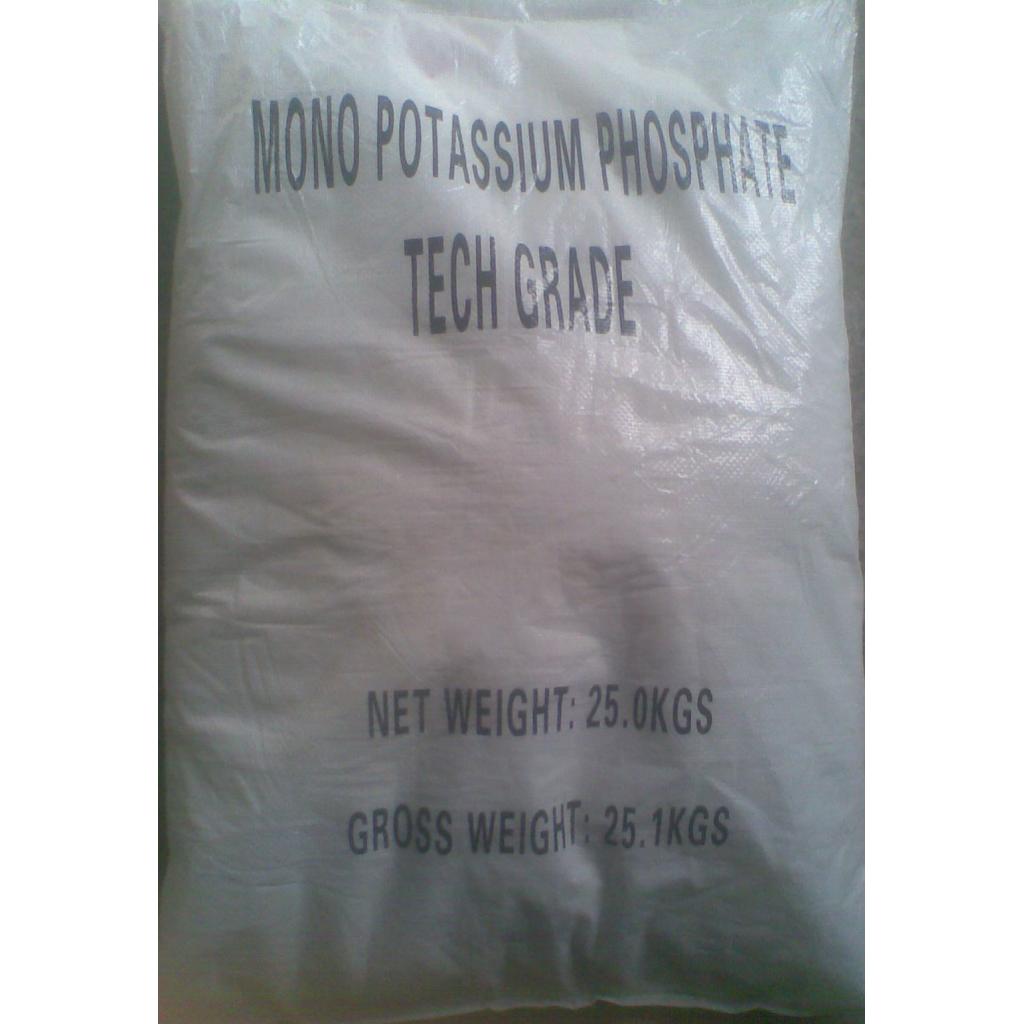 MONO POTASSIUM PHOSPHATE
TECH GRADE
NET WEIGHT: 25.0KGS
GROSS WEIGHT: 25.1KGS